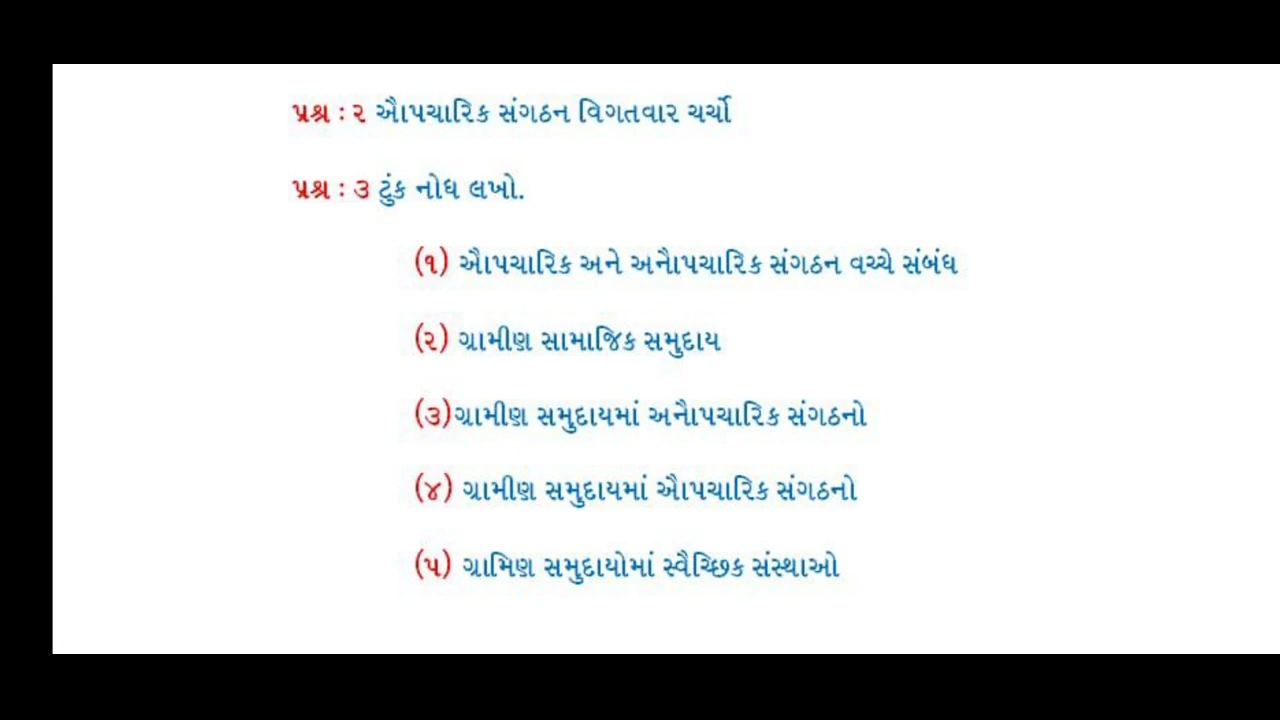 પ્રશ્ન : ૨ ઔપચારિક સંગઠન વિગતવાર ચર્ચો
પ્રશ્ન : ૩ ટુંક નોધ લખો.
(૧) ઔપચારિક અને અનૌપચારિક સંગઠન વચ્ચે સંબંધ
(૨) ગ્રામીણ સામાજિક સમુદાય
(૩)ગ્રામીણ સમુદાયમાં અનૌપચારિક સંગઠનો
(૪) ગ્રામીણ સમુદાયમાં ઔપચારિક સંગઠનો
(૫) ગ્રામિણ સમુદાયોમાં સ્વૈચ્છિક સંસ્થાઓ